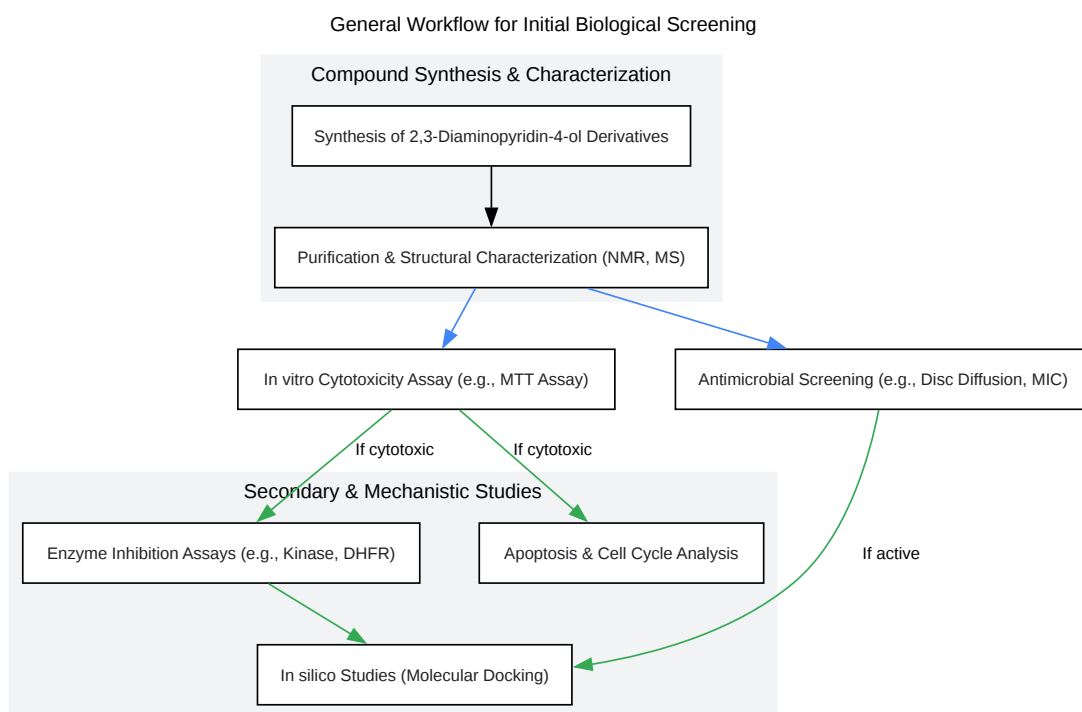 General Workflow for Initial Biological Screening
Compound Synthesis & Characterization
Synthesis of 2,3-Diaminopyridin-4-ol Derivatives
Purification & Structural Characterization (NMR, MS)
In vitro Cytotoxicity Assay (e.g., MTT Assay)
Antimicrobial Screening (e.g., Disc Diffusion, MIC)
If cytotoxic
If cytotoxic
Secondary & Mechanistic Studies
Enzyme Inhibition Assays (e.g., Kinase, DHFR)
Apoptosis & Cell Cycle Analysis
If active
In silico Studies (Molecular Docking)